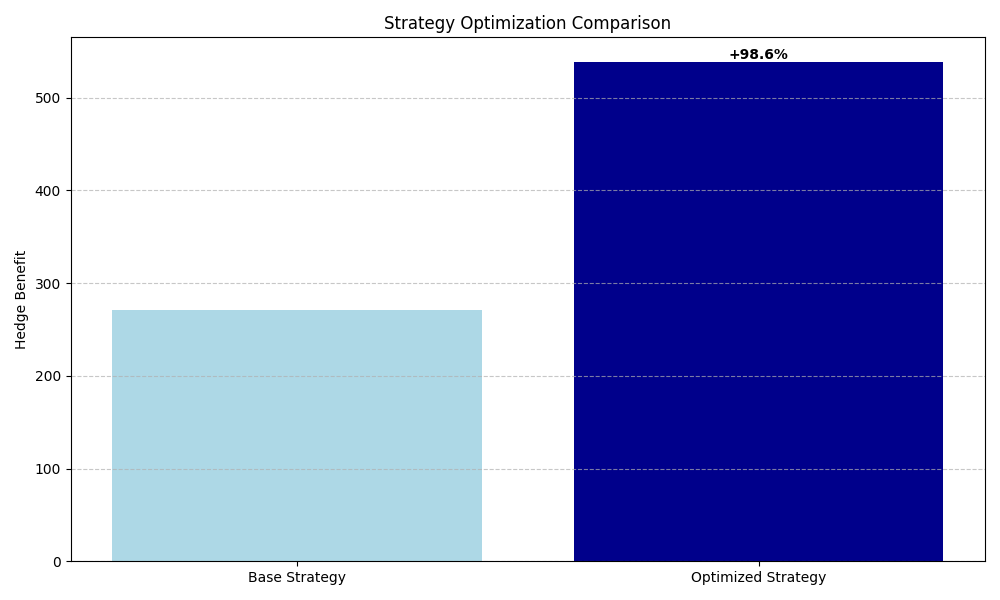 Strategy Optimization Comparison
+98.6%
500
400
300
200
100
0
Hedge Benefit
Base Strategy
Optimized Strategy